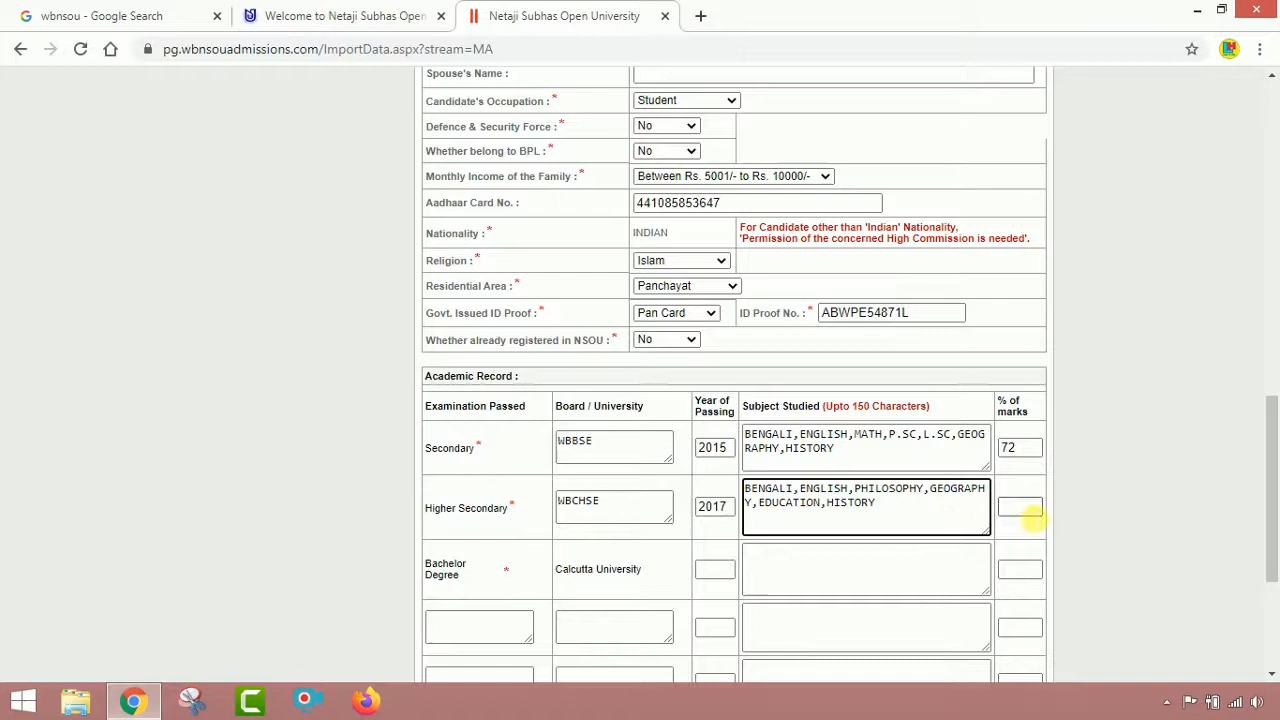 wbnsou - Google Search
Welcome to Netaji Subhas Open
Netaji Subhas Open University
pg.wbnsouadmissions.com/ImportData.aspx?stream=MA
Spouse's Name :
Candidate's Occupation : * Student
Defence & Security Force : * No
Whether belong to BPL : * No
Monthly Income of the Family : * Between Rs. 5001/- to Rs. 10000/-
Aadhaar Card No. : 441085853647
Nationality : * INDIAN For Candidate other than 'Indian' Nationality,
'Permission of the concerned High Commission is needed'.
Religion : * Islam
Residential Area : * Panchayat
Govt. Issued ID Proof : * Pan Card ID Proof No. : * ABWPE54871L
Whether already registered in NSOU : * No
Academic Record :
Examination Passed Board / University Year of Passing Subject Studied (Upto 150 Characters) % of marks
Secondary * WBBSE 2015 BENGALI,ENGLISH,MATH,P.SC,L.SC,GEOG
RAPHY,HISTORY 72
Higher Secondary * WBCHSE 2017 BENGALI,ENGLISH,PHILOSOPHY,GEOGRAPH
Y,EDUCATION,HISTORY
Bachelor
Degree * Calcutta University